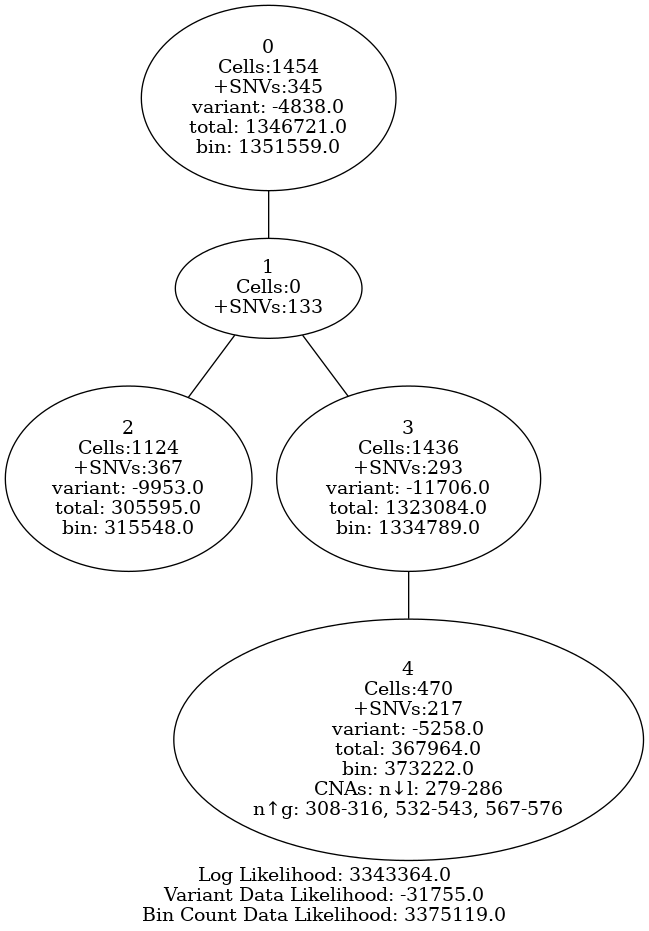 0
Cells:1454
+SNVs:345
variant: -4838.0
total: 1346721.0
bin: 1351559.0
1
Cells:0
+SNVs:133
2
Cells:1124
+SNVs:367
variant: -9953.0
total: 305595.0
bin: 315548.0
3
Cells:1436
+SNVs:293
variant: -11706.0
total: 1323084.0
bin: 1334789.0
4
Cells:470
+SNVs:217
variant: -5258.0
total: 367964.0
bin: 373222.0
CNAs: n↓l: 279-286
n↑g: 308-316, 532-543, 567-576
Log Likelihood: 3343364.0
Variant Data Likelihood: -31755.0
Bin Count Data Likelihood: 3375119.0